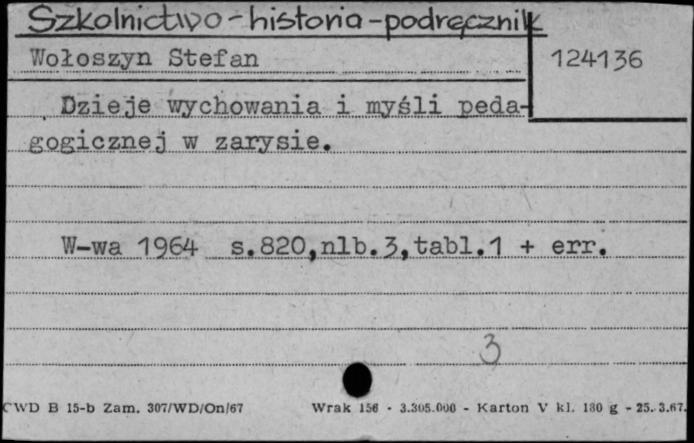 Szkolnictwo-historia-podręcznik
Wołoszyn Stefan
124136
Dzieje wychowania i myśli peda-
gogicznej w zarysie.
W-wa 1964 s.820,nlb.3,tabl.1 + err.
3
CWD B 15-b Zam. 307/WD/On/67 Wrak 156 - 3.305.000 - Karton V kl. 180 g - 25.3.67.